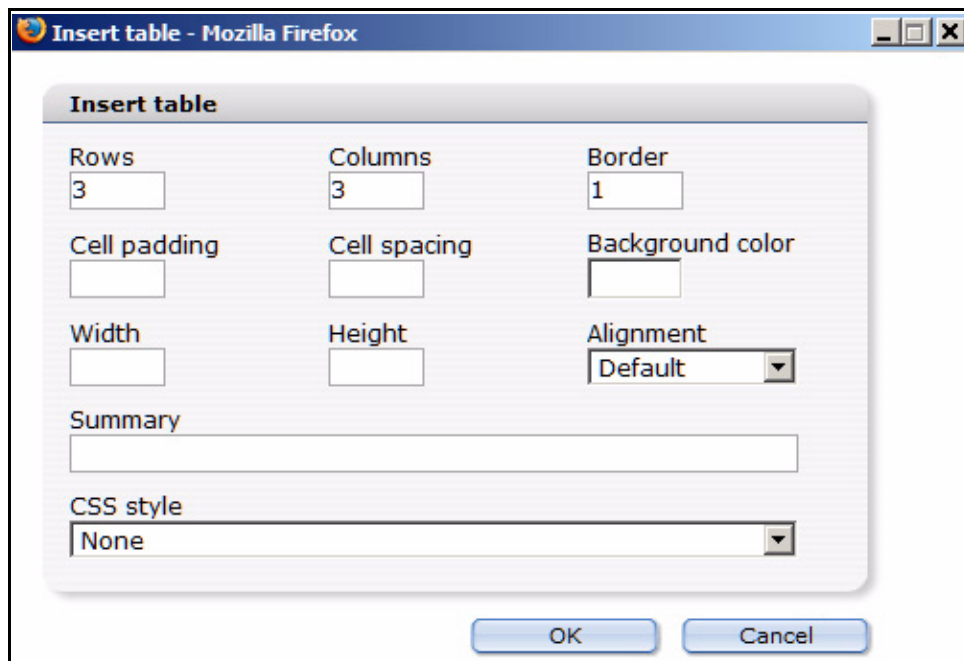 Insert table - Mozilla Firefox
Insert table
Rows Columns Border
3 3 1
Cell padding Cell spacing Background color
Width Height Alignment
Default
Summary
CSS style
None
OK Cancel